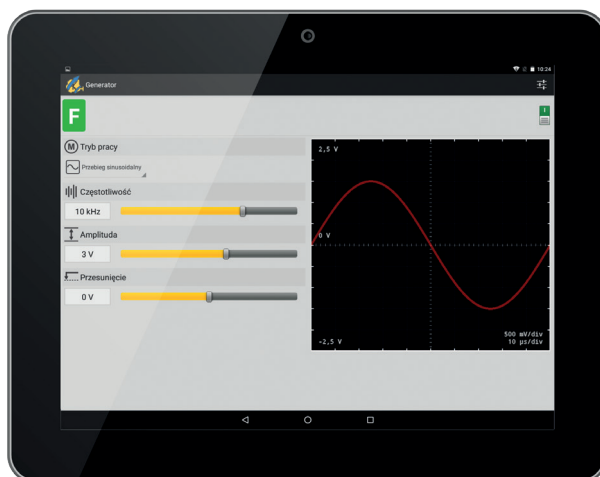 10:24
Generator
F
I
M Tryb pracy
Przebieg sinusoidalny
Częstotliwość
10 kHz
Amplituda
3 V
Przesunięcie
0 V
2,5 V
0 V
-2,5 V
500 mV/div
10 µs/div